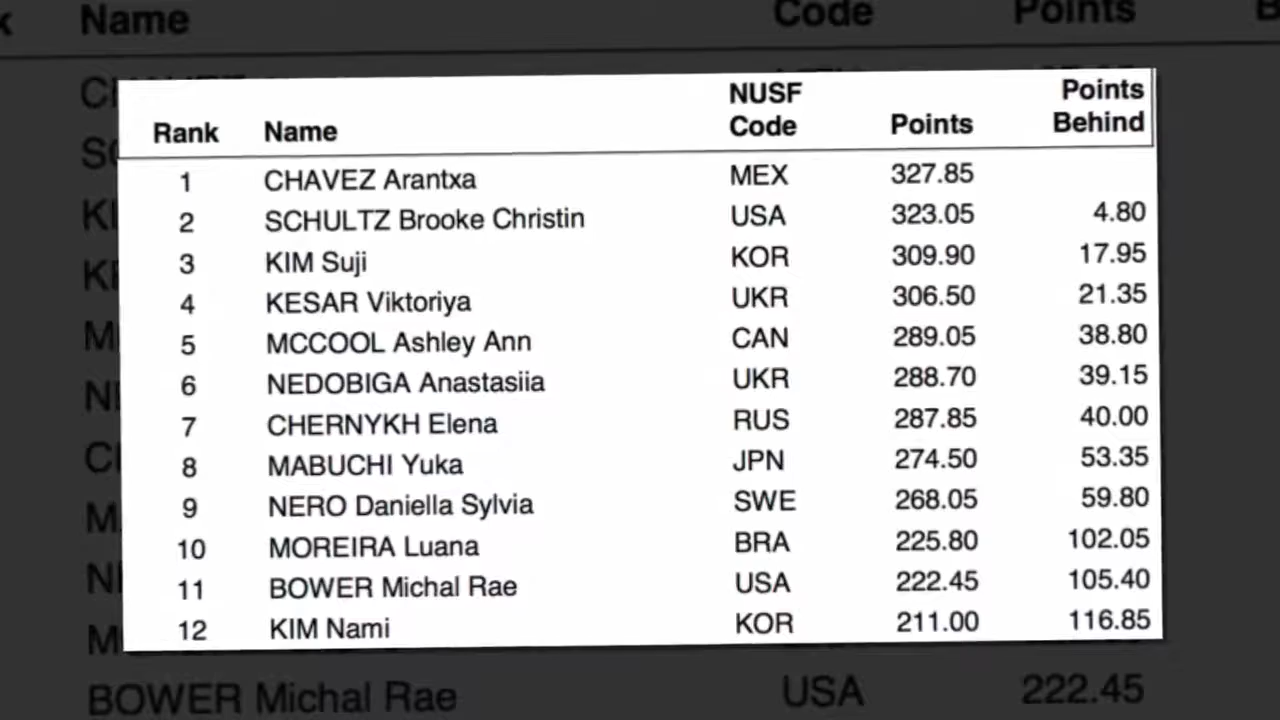 Name Code Points
Rank Name NUSF Code Points Points Behind
1 CHAVEZ Arantxa MEX 327.85
2 SCHULTZ Brooke Christin USA 323.05 4.80
3 KIM Suji KOR 309.90 17.95
4 KESAR Viktoriya UKR 306.50 21.35
5 MCCOOL Ashley Ann CAN 289.05 38.80
6 NEDOBIGA Anastasiia UKR 288.70 39.15
7 CHERNYKH Elena RUS 287.85 40.00
8 MABUCHI Yuka JPN 274.50 53.35
9 NERO Daniella Sylvia SWE 268.05 59.80
10 MOREIRA Luana BRA 225.80 102.05
11 BOWER Michal Rae USA 222.45 105.40
12 KIM Nami KOR 211.00 116.85
BOWER Michal Rae USA 222.45